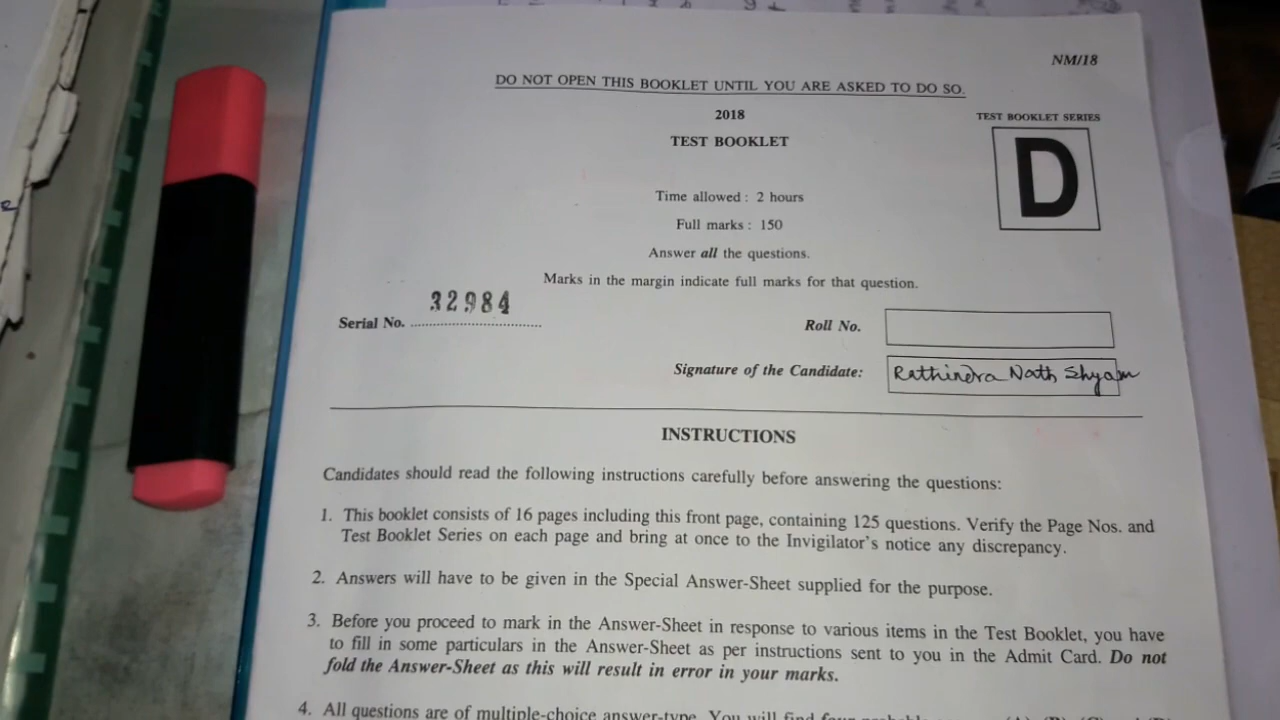 NM/18
DO NOT OPEN THIS BOOKLET UNTIL YOU ARE ASKED TO DO SO.
2018
TEST BOOKLET SERIES
TEST BOOKLET
D
Time allowed : 2 hours
Full marks : 150
Answer all the questions.
Marks in the margin indicate full marks for that question.
Serial No. 32984
Roll No.
Signature of the Candidate: Rathindra Nath Shyam
INSTRUCTIONS
Candidates should read the following instructions carefully before answering the questions:
1. This booklet consists of 16 pages including this front page, containing 125 questions. Verify the Page Nos. and
Test Booklet Series on each page and bring at once to the Invigilator's notice any discrepancy.
2. Answers will have to be given in the Special Answer-Sheet supplied for the purpose.
3. Before you proceed to mark in the Answer-Sheet in response to various items in the Test Booklet, you have
to fill in some particulars in the Answer-Sheet as per instructions sent to you in the Admit Card. Do not
fold the Answer-Sheet as this will result in error in your marks.
4. All questions are of multiple-choice answer-type. You will find four